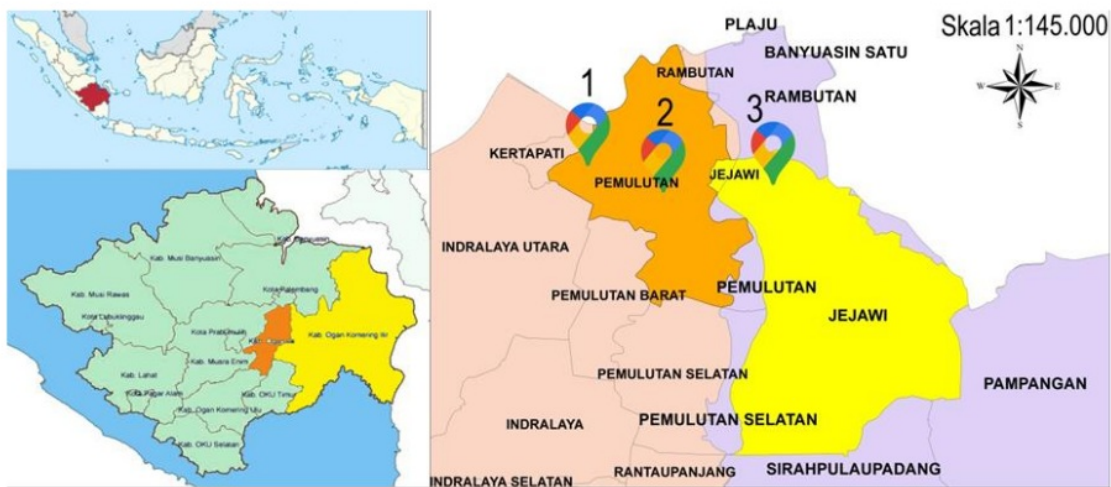 Skala 1:145.000
N
W
E
S
PLAJU
BANYUASIN SATU
RAMBUTAN
RAMBUTAN
1
2
3
KERTAPATI
PEMULUTAN
JEJAWI
INDRALAYA UTARA
PEMULUTAN BARAT
PEMULUTAN
JEJAWI
PEMULUTAN SELATAN
PAMPANGAN
INDRALAYA
PEMULUTAN SELATAN
RANTAUPANJANG
SIRAHPULAUPADANG
INDRALAYA SELATAN
Kab. Musi Banyuasin
Kab. Musi Rawas
Kota Palembang
Kota Lubuklinggau
Kota Prabumulih
Kab. Ogan Komering Ilir
Kab. Muara Enim
Kab. Lahat
Kota Pagar Alam
Kab. OKU Timur
Kab. Ogan Komering Ulu
Kab. OKU Selatan